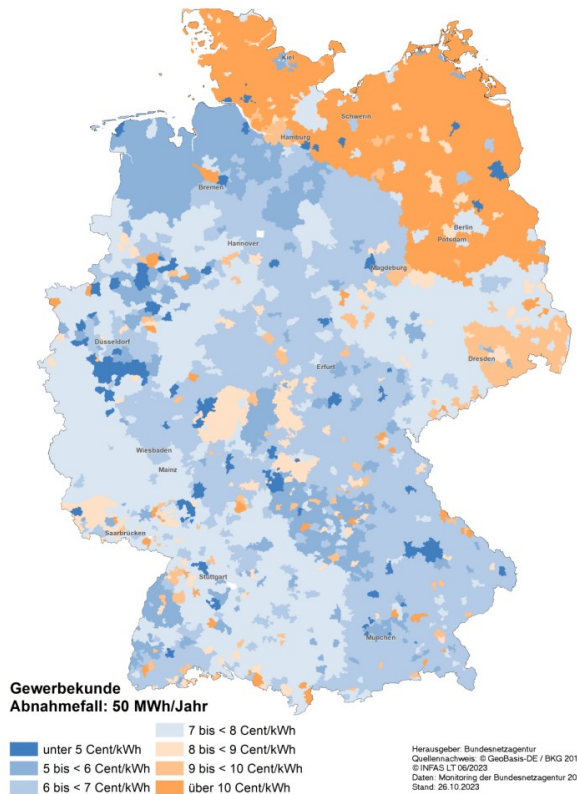 Kiel
Schwerin
Hamburg
Bremen
Berlin
Hannover
Potsdam
Magdeburg
Düsseldorf
Dresden
Erfurt
Wiesbaden
Mainz
Saarbrücken
Stuttgart
München
Gewerbekunde
Abnahmefall: 50 MWh/Jahr
unter 5 Cent/kWh
5 bis < 6 Cent/kWh
6 bis < 7 Cent/kWh
7 bis < 8 Cent/kWh
8 bis < 9 Cent/kWh
9 bis < 10 Cent/kWh
über 10 Cent/kWh
Herausgeber: Bundesnetzagentur
Quellennachweis: © GeoBasis-DE / BKG 201
© INFAS LT 06/2023
Daten: Monitoring der Bundesnetzagentur 20
Stand: 26.10.2023